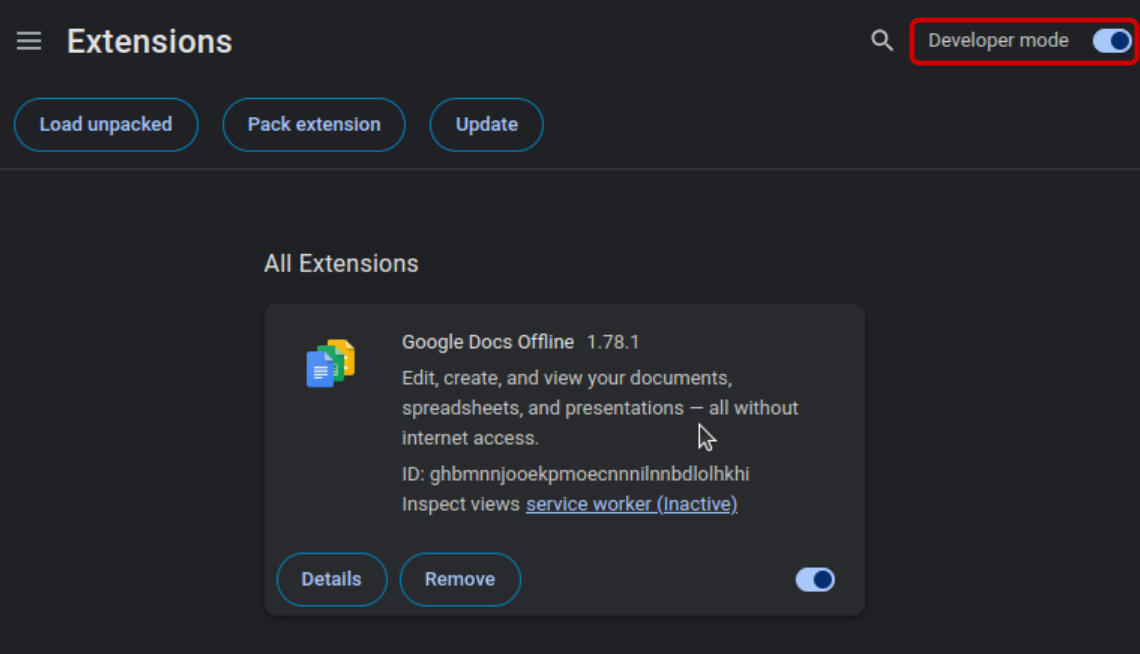 Extensions
Developer mode
Load unpacked
Pack extension
Update
All Extensions
Google Docs Offline 1.78.1
Edit, create, and view your documents,
spreadsheets, and presentations — all without
internet access.
ID: ghbmnnjooekpmoecnnnilnnbdlolhkhi
Inspect views service worker (Inactive)
Details
Remove